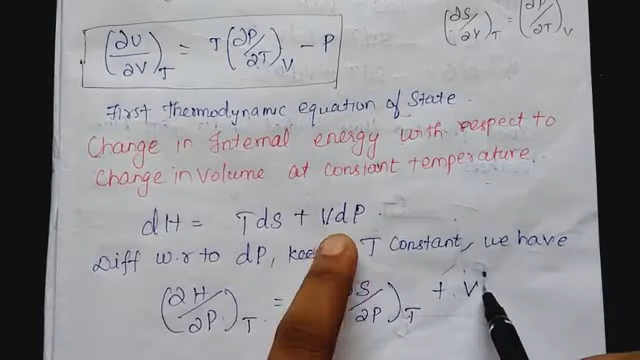 (∂S/∂V)_T = (∂P/∂T)_V
(∂U/∂V)_T = T(∂P/∂T)_V - P
First Thermodynamic equation of State.
Change in Internal energy with respect to
Change in Volume at Constant temperature.
dH = Tds + VdP.
Diff w.r to dP, T Constant, we have
(∂H/∂P)_T = S/∂P)_T + V